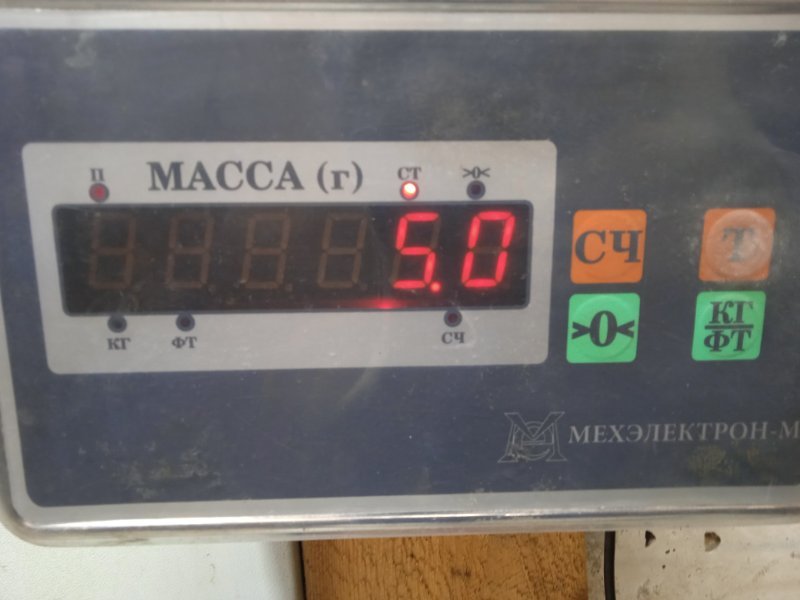 П МАССА (г) СТ >0<
5.0
КГ ФТ СЧ
СЧ Т
>0< КГ
ФТ
МЕХЭЛЕКТРОН-М